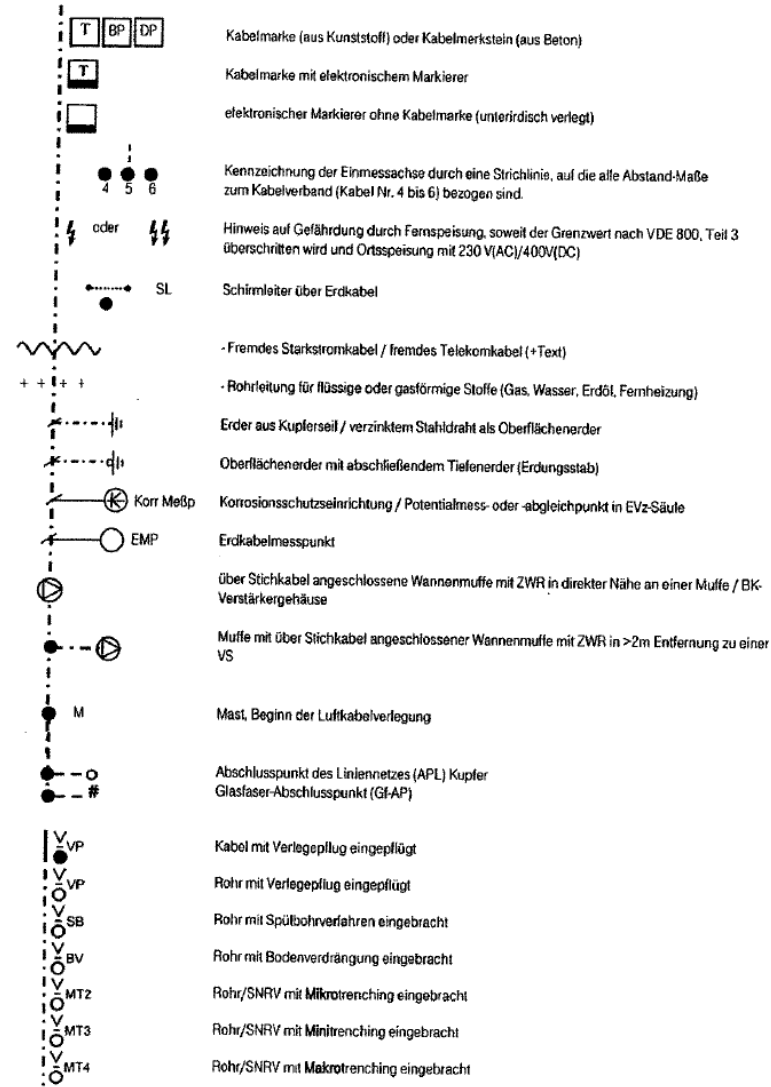 T BP DP Kabelmarke (aus Kunststoff) oder Kabelmerkstein (aus Beton)
T Kabelmarke mit elektronischem Markierer
elektronischer Markierer ohne Kabelmarke (unterirdisch verlegt)
4 5 6 Kennzeichnung der Einmessachse durch eine Strichlinie, auf die alle Abstand-Maße
zum Kabelverband (Kabel Nr. 4 bis 6) bezogen sind.
oder Hinweis auf Gefährdung durch Fernspeisung, soweit der Grenzwert nach VDE 800, Teil 3
überschritten wird und Ortsspeisung mit 230 V(AC)/400V(DC)
SL Schirmleiter über Erdkabel
- Fremdes Starkstromkabel / fremdes Telekomkabel (+Text)
+ + + + - Rohrleitung für flüssige oder gasförmige Stoffe (Gas, Wasser, Erdöl, Fernheizung)
Erder aus Kupferseil / verzinktem Stahldraht als Oberflächenerder
Oberflächenerder mit abschließendem Tiefenerder (Erdungsstab)
K Korr Meßp Korrosionsschutzeinrichtung / Potentialmess- oder -abgleichpunkt in EVz-Säule
EMP Erdkabelmesspunkt
über Stichkabel angeschlossene Wannenmuffe mit ZWR in direkter Nähe an einer Muffe / BK-
Verstärkergehäuse
Muffe mit über Stichkabel angeschlossener Wannenmuffe mit ZWR in >2m Entfernung zu einer
VS
M Mast, Beginn der Luftkabelverlegung
Abschlusspunkt des Liniennetzes (APL) Kupfer
# Glasfaser-Abschlusspunkt (Gf-AP)
VP Kabel mit Verlegepflug eingepflügt
VP Rohr mit Verlegepflug eingepflügt
SB Rohr mit Spülbohrverfahren eingebracht
BV Rohr mit Bodenverdrängung eingebracht
MT2 Rohr/SNRV mit Mikrotrenching eingebracht
MT3 Rohr/SNRV mit Minitrenching eingebracht
MT4 Rohr/SNRV mit Makrotrenching eingebracht